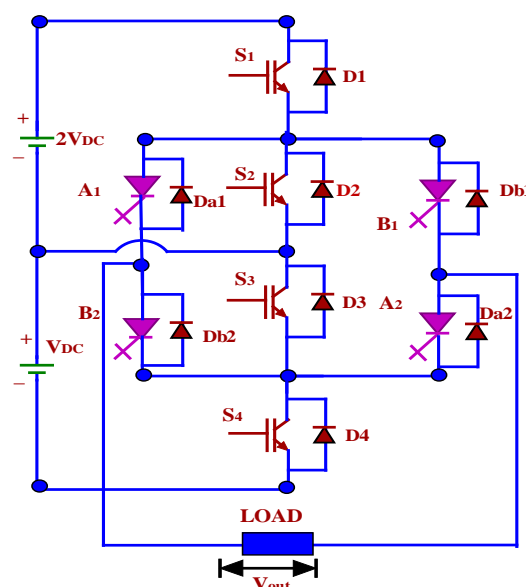 S1
D1
+
2VDC
−
S2
D2
A1
Da1
B1
Db1
S3
D3
B2
Db2
A2
Da2
+
VDC
−
S4
D4
LOAD
Vout